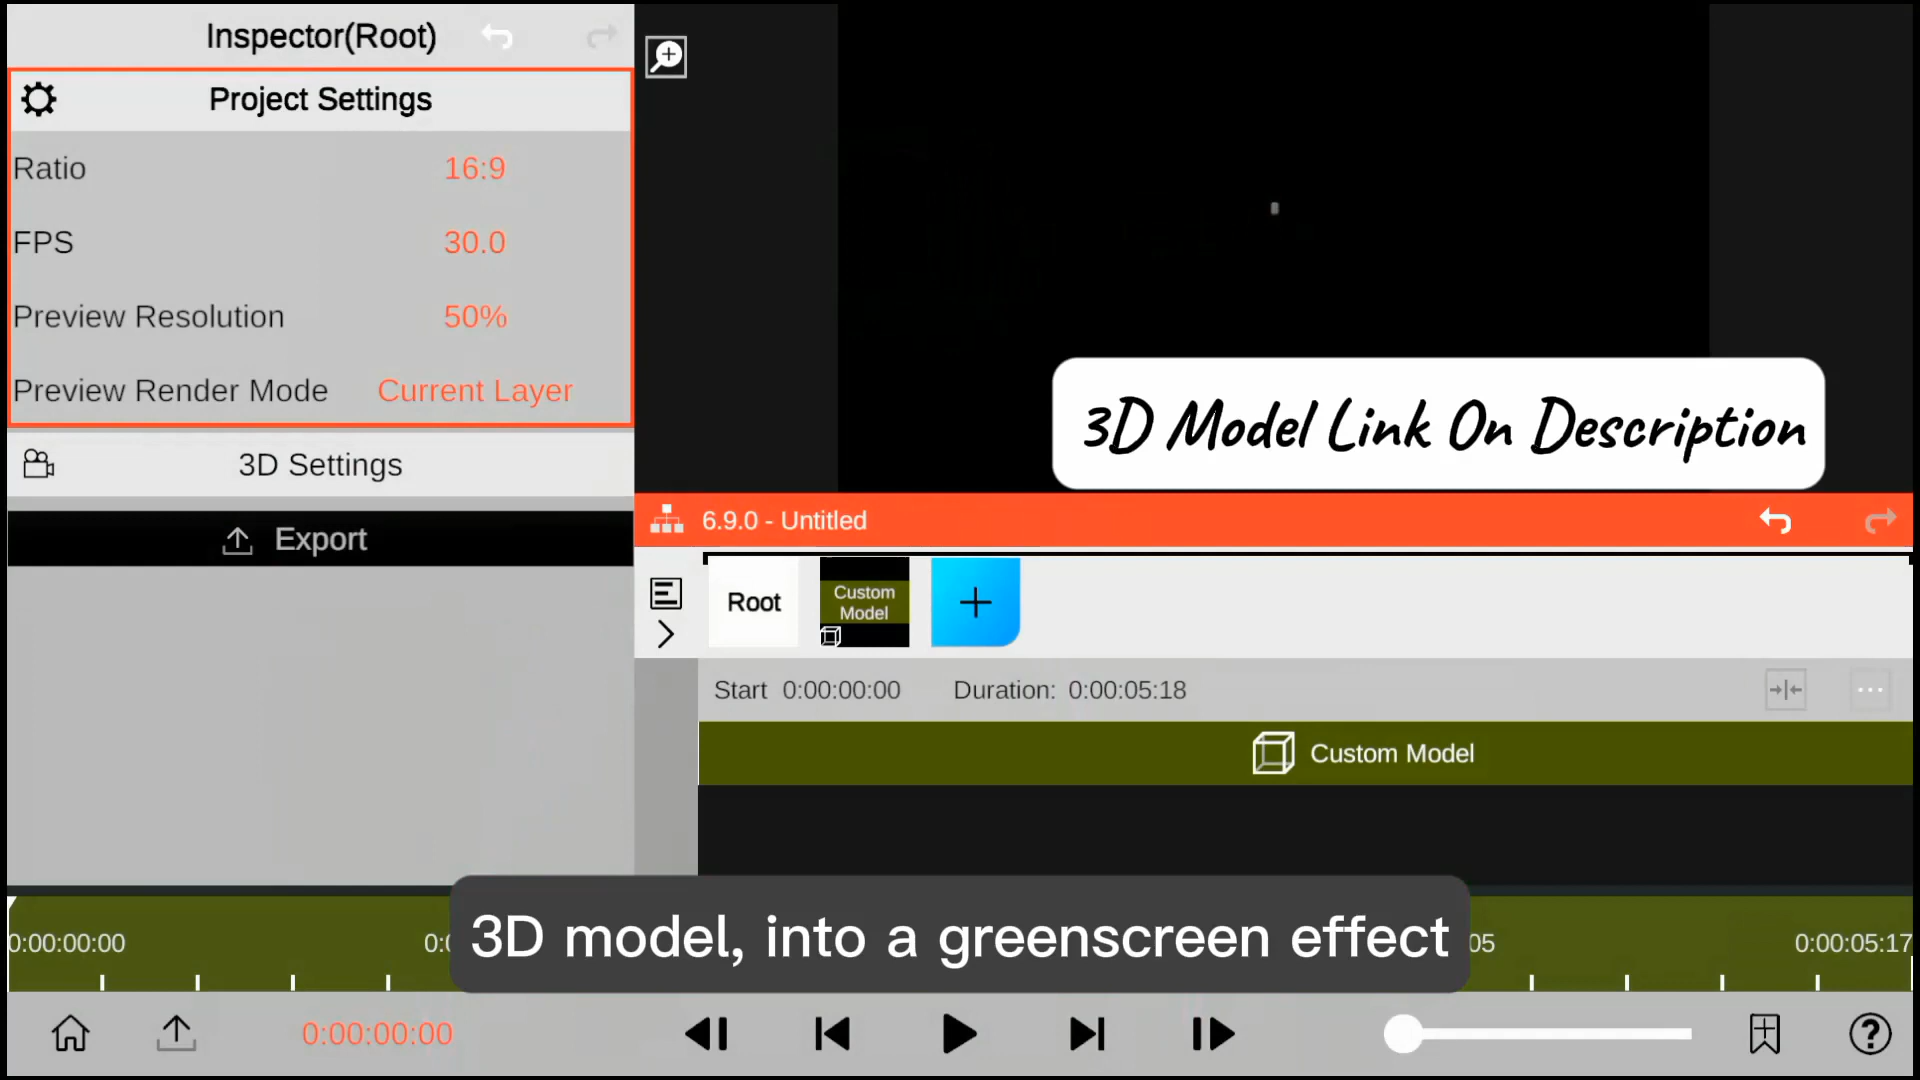 Inspector(Root)
Project Settings
Ratio 16:9
FPS 30.0
Preview Resolution 50%
Preview Render Mode Current Layer
3D Settings
Export
3D Model Link On Description
6.9.0 - Untitled
Root
Custom
Model
Start 0:00:00:00 Duration: 0:00:05:18
Custom Model
3D model, into a greenscreen effect
0:00:00:00 0:0 05 0:00:05:17
0:00:00:00